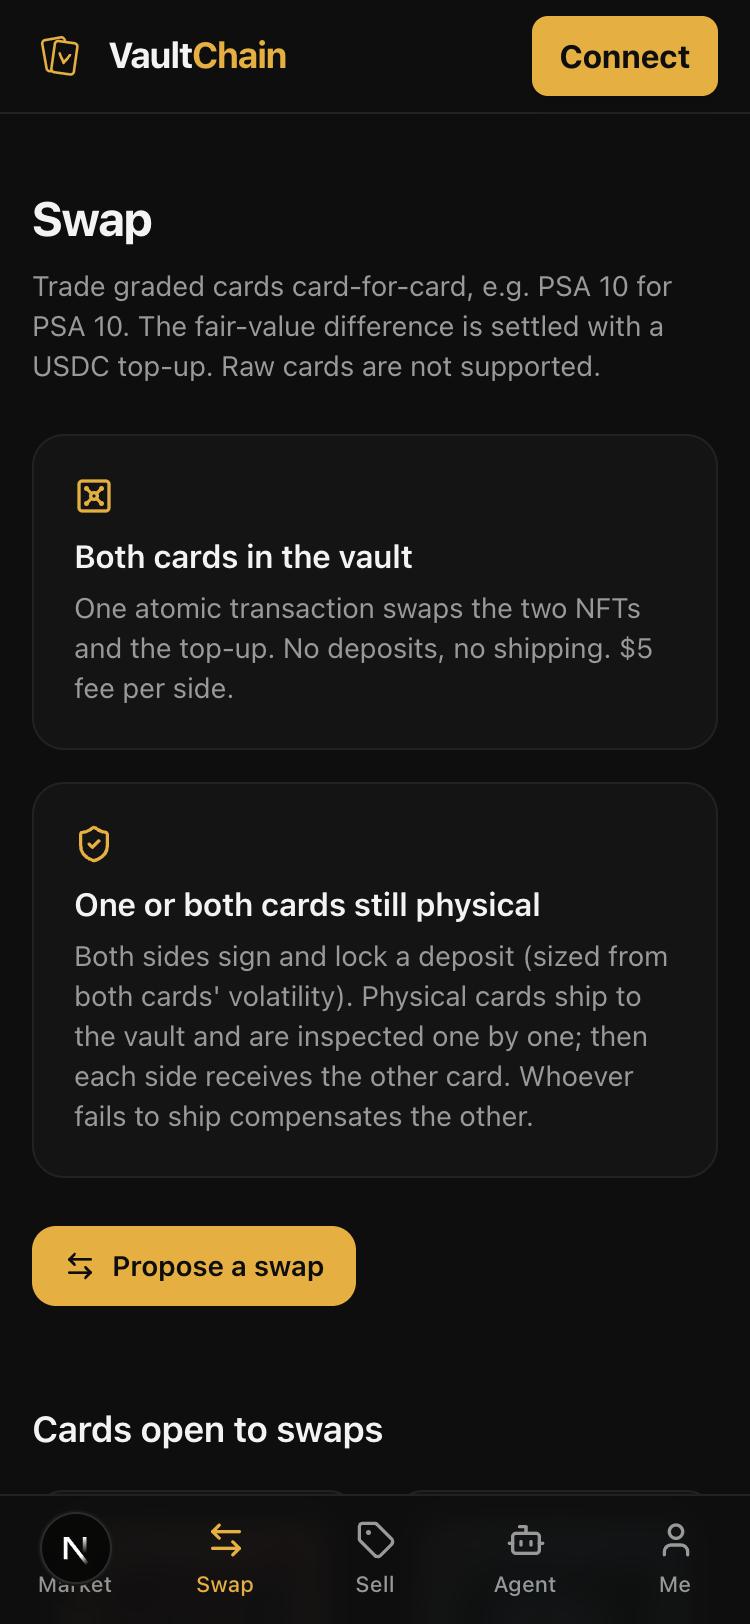 VaultChain
Connect
Swap
Trade graded cards card-for-card, e.g. PSA 10 for
PSA 10. The fair-value difference is settled with a
USDC top-up. Raw cards are not supported.
Both cards in the vault
One atomic transaction swaps the two NFTs
and the top-up. No deposits, no shipping. $5
fee per side.
One or both cards still physical
Both sides sign and lock a deposit (sized from
both cards' volatility). Physical cards ship to
the vault and are inspected one by one; then
each side receives the other card. Whoever
fails to ship compensates the other.
Propose a swap
Cards open to swaps
N
Market
Swap
Sell
Agent
Me